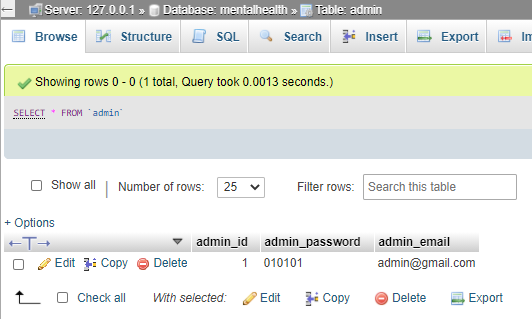 Server: 127.0.0.1 » Database: mentalhealth » Table: admin
Browse Structure SQL Search Insert Export Im
Showing rows 0 - 0 (1 total, Query took 0.0013 seconds.)
SELECT * FROM `admin`
Show all | Number of rows: 25 Filter rows: Search this table
+ Options
←T→ admin_id admin_password admin_email
Edit Copy Delete 1 010101 admin@gmail.com
Check all With selected: Edit Copy Delete Export